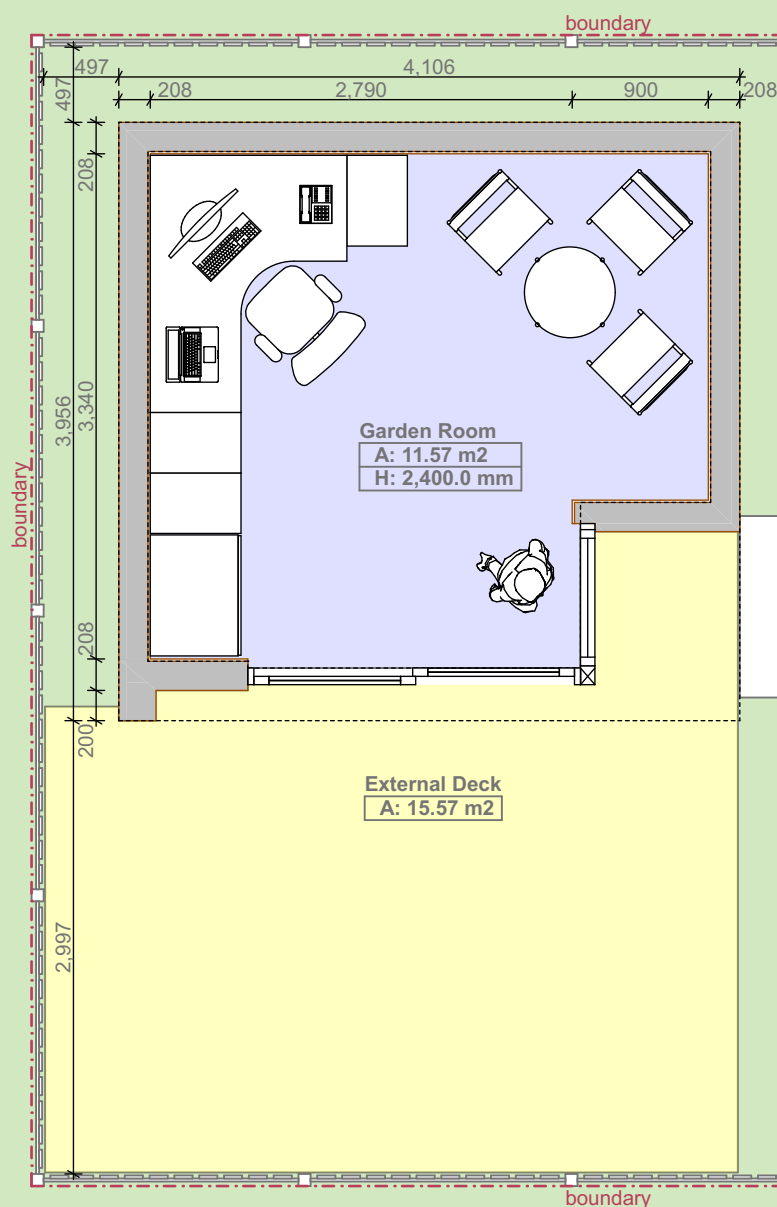 boundary
497
4,106
497
208
2,790
900
208
208
3,956
3,340
boundary
Garden Room
A: 11.57 m2
H: 2,400.0 mm
208
200
External Deck
A: 15.57 m2
2,997
boundary